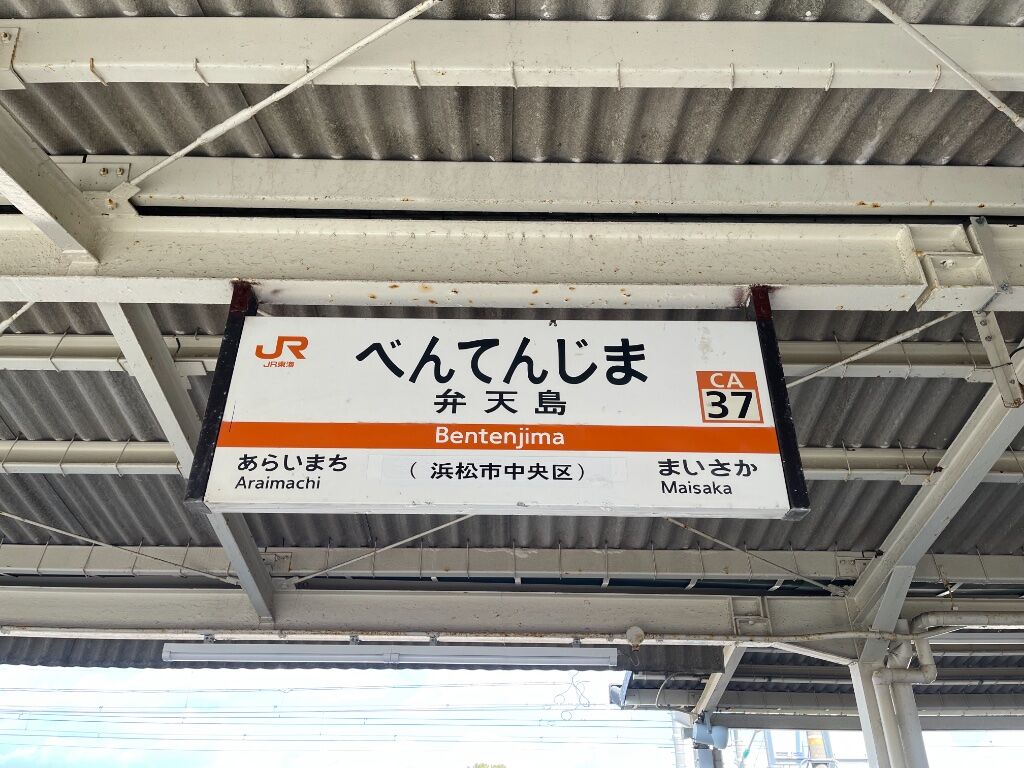 JR
JR東海
べんてんじま
弁天島
CA
37
Bentenjima
あらいまち
Araimachi
(浜松市中央区)
まいさか
Maisaka